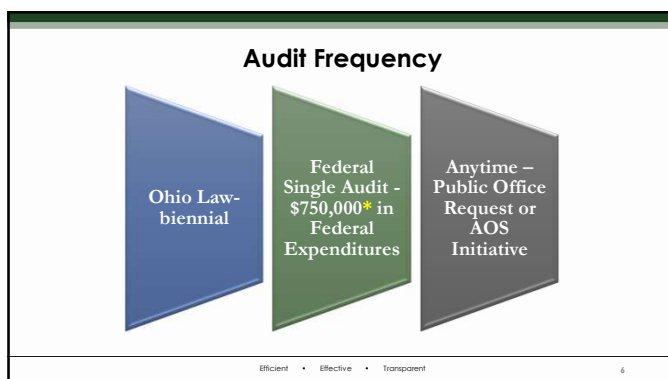 Audit Frequency
Ohio Law-
biennial
Federal
Single Audit -
$750,000* in
Federal
Expenditures
Anytime –
Public Office
Request or
AOS
Initiative
Efficient • Effective • Transparent
6